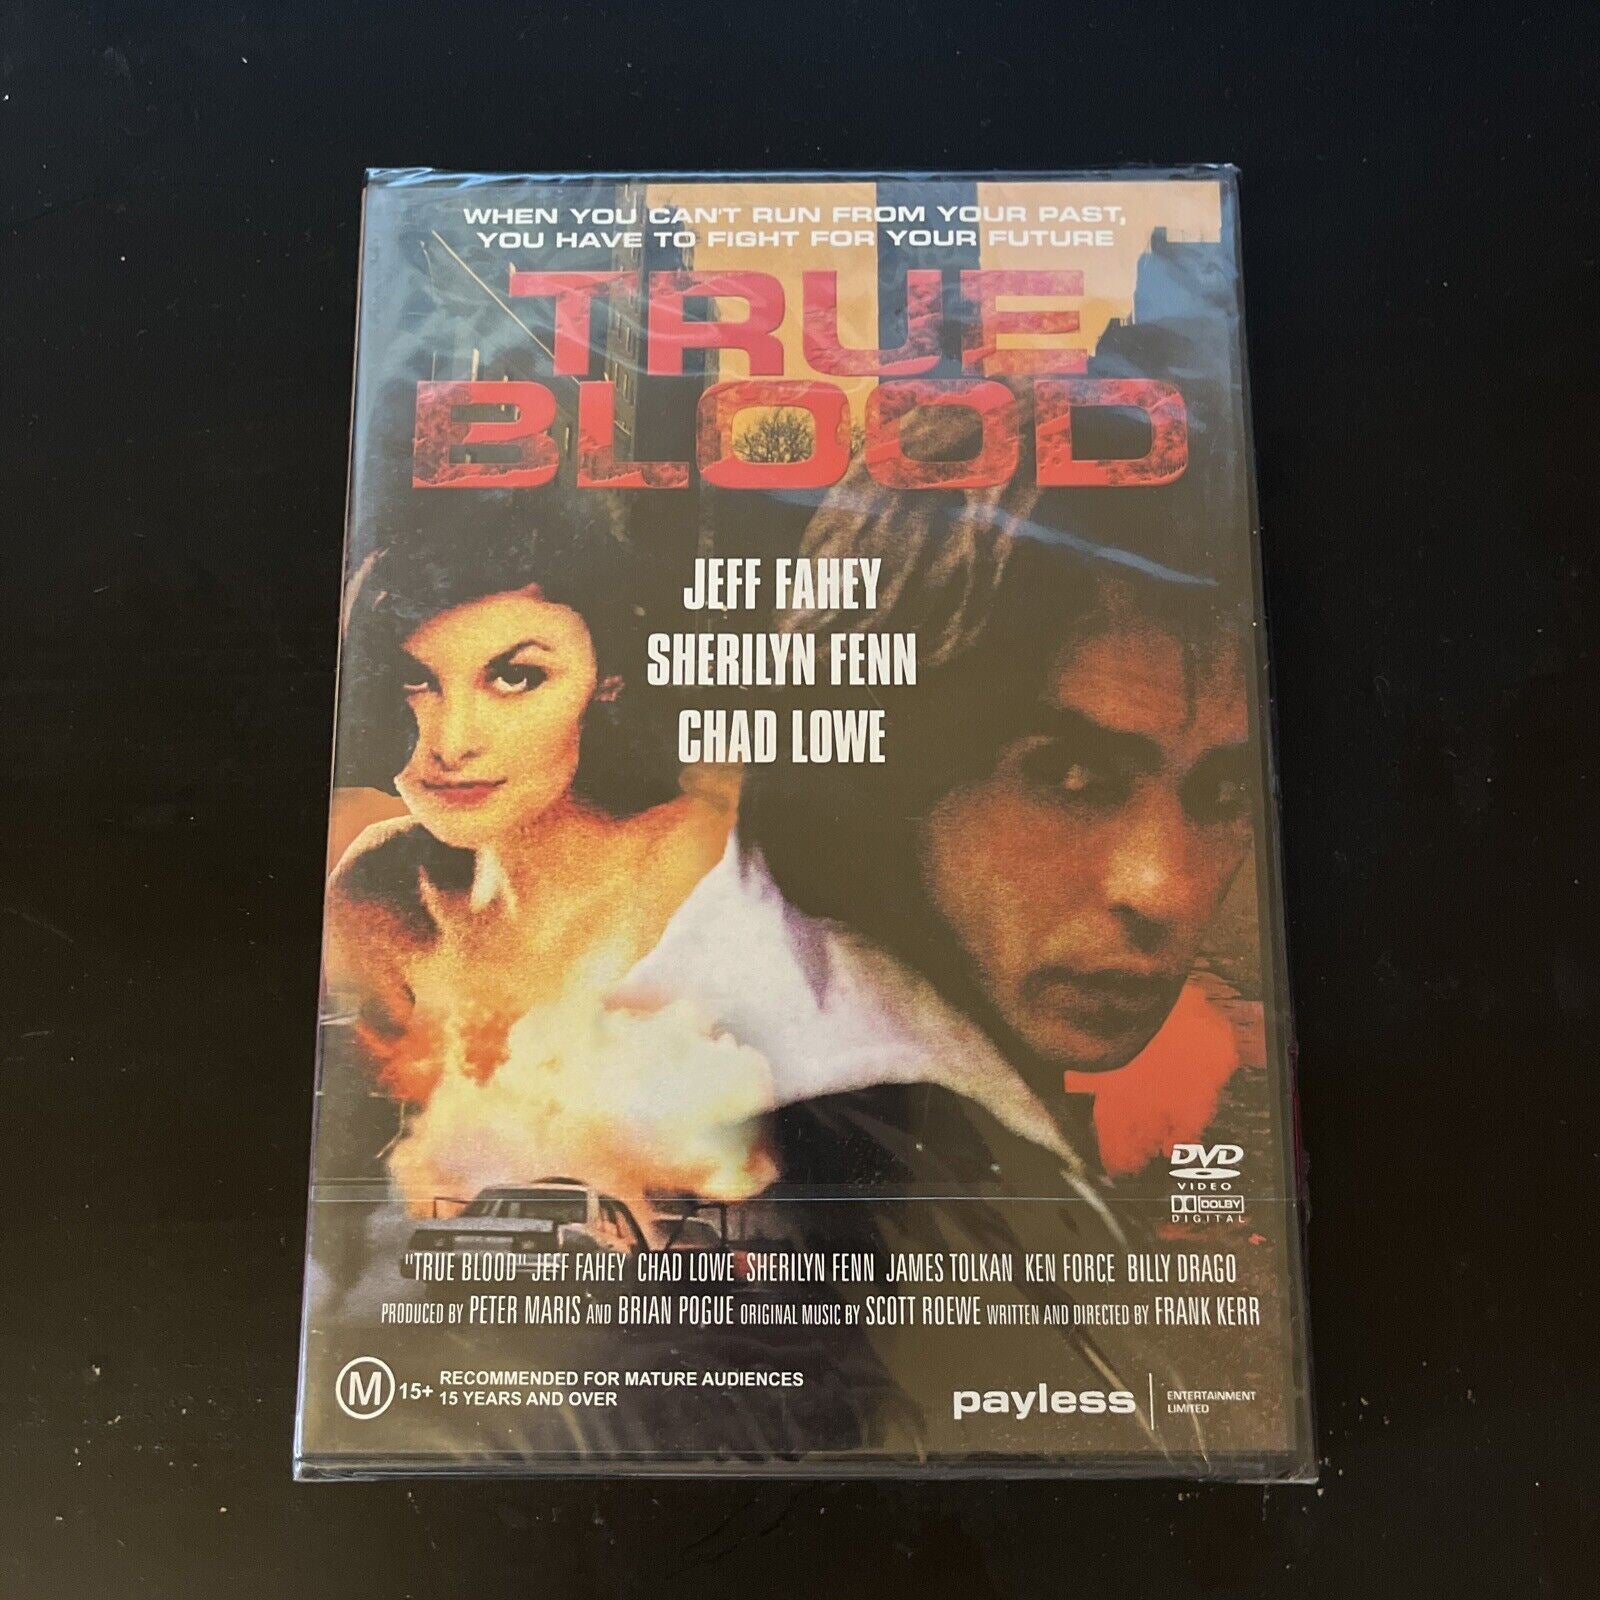 WHEN YOU CAN'T RUN FROM YOUR PAST,
YOU HAVE TO FIGHT FOR YOUR FUTURE
TRUE
BLOOD
JEFF FAHEY
SHERILYN FENN
CHAD LOWE
DVD
VIDEO
DOLBY
DIGITAL
"TRUE BLOOD" JEFF FAHEY CHAD LOWE SHERILYN FENN JAMES TOLKAN KEN FORCE BILLY DRAGO
PRODUCED BY PETER MARIS AND BRIAN POGUE ORIGINAL MUSIC BY SCOTT ROEWE WRITTEN AND DIRECTED BY FRANK KERR
M 15+ RECOMMENDED FOR MATURE AUDIENCES
15 YEARS AND OVER
payless ENTERTAINMENT
LIMITED